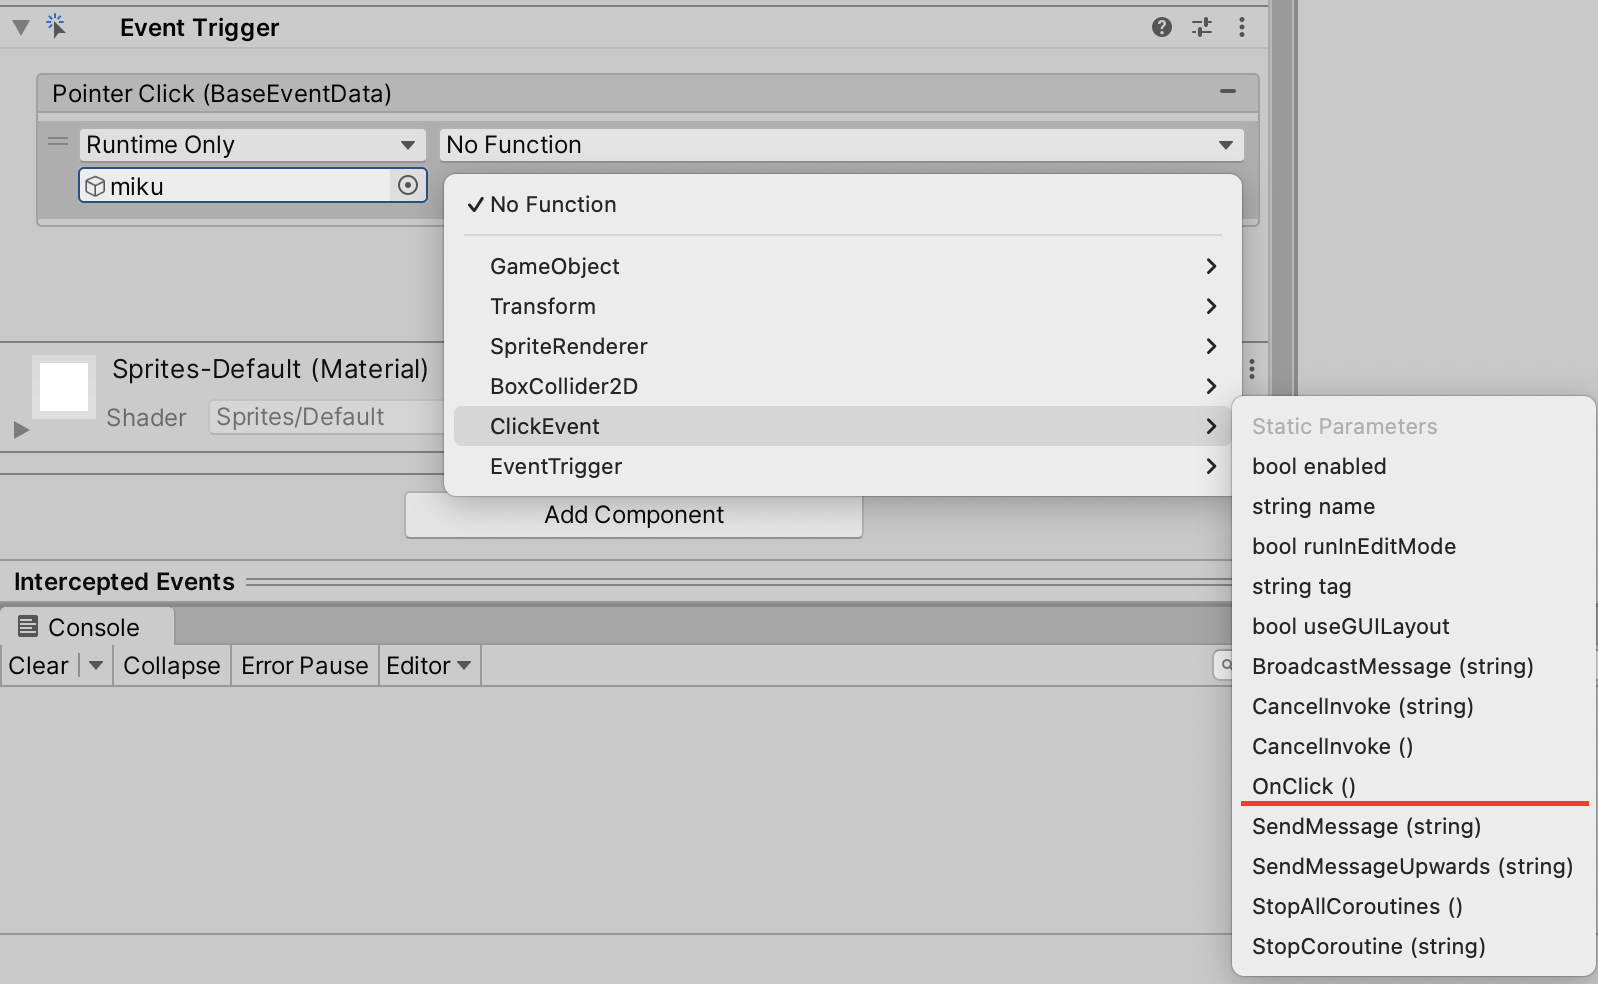 Event Trigger
Pointer Click (BaseEventData)
Runtime Only
No Function
miku
No Function
GameObject
Transform
SpriteRenderer
BoxCollider2D
ClickEvent
EventTrigger
Sprites-Default (Material)
Shader
Sprites/Default
Static Parameters
bool enabled
string name
bool runInEditMode
string tag
bool useGUILayout
BroadcastMessage (string)
CancelInvoke (string)
CancelInvoke ()
OnClick ()
SendMessage (string)
SendMessageUpwards (string)
StopAllCoroutines ()
StopCoroutine (string)
Add Component
Intercepted Events
Console
Clear
Collapse
Error Pause
Editor